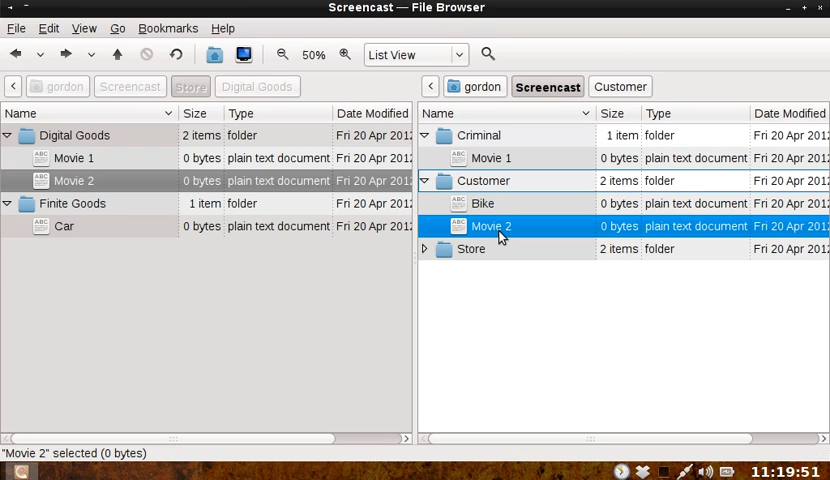 Screencast — File Browser
File Edit View Go Bookmarks Help
50% List View
gordon Screencast Store Digital Goods
gordon Screencast Customer
Name Size Type Date Modified
Digital Goods 2 items folder Fri 20 Apr 2012
ABC Movie 1 0 bytes plain text document Fri 20 Apr 2012
ABC Movie 2 0 bytes plain text document Fri 20 Apr 2012
Finite Goods 1 item folder Fri 20 Apr 2012
ABC Car 0 bytes plain text document Fri 20 Apr 2012
Name Size Type Date Modified
Criminal 1 item folder Fri 20 Apr 2012
ABC Movie 1 0 bytes plain text document Fri 20 Apr 2012
Customer 2 items folder Fri 20 Apr 2012
ABC Bike 0 bytes plain text document Fri 20 Apr 2012
ABC Movie 2 0 bytes plain text document Fri 20 Apr 2012
Store 2 items folder Fri 20 Apr 2012
"Movie 2" selected (0 bytes)
11:19:51